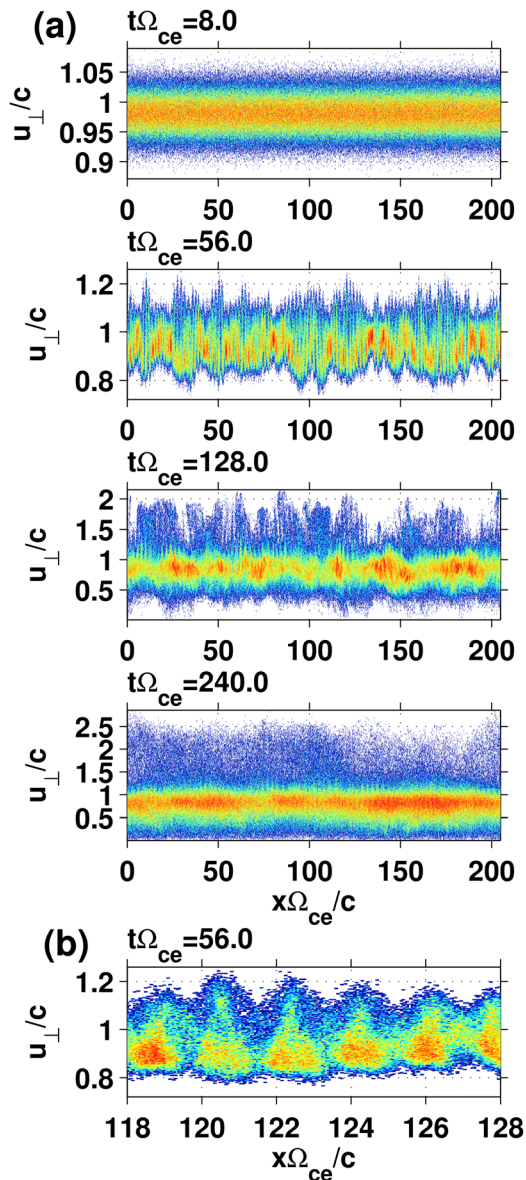 (a) tΩce=8.0
u⊥/c
1.05
1
0.95
0.9
0 50 100 150 200
tΩce=56.0
u⊥/c
1.2
1
0.8
0 50 100 150 200
tΩce=128.0
u⊥/c
2
1.5
1
0.5
0 50 100 150 200
tΩce=240.0
u⊥/c
2.5
2
1.5
1
0.5
0 50 100 150 200
xΩce/c
(b) tΩce=56.0
u⊥/c
1.2
1
0.8
118 120 122 124 126 128
xΩce/c